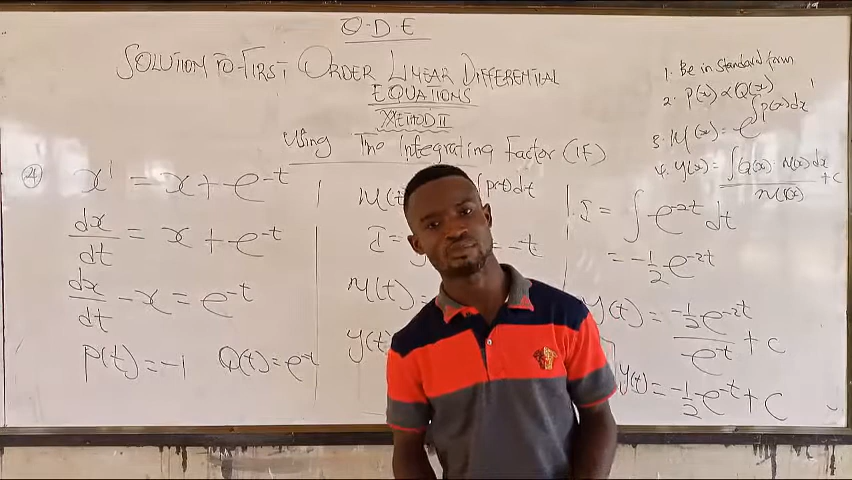 O-D-E
SOLUTION TO FIRST ORDER LINEAR DIFFERENTIAL
EQUATIONS
METHOD II
Using The Integrating Factor (IF)
1. Be in Standard form
2. P(x) & Q(x)
3. M(x) = e^∫P(x)dx
4. y(x) = ∫Q(x) M(x)dx / M(x) + C
4 x' = x + e^-t
dx/dt = x + e^-t
dx/dt - x = e^-t
P(t) = -1 Q(t) = e^-t
∫p(t)dt
I =
y(t) =
I = ∫e^-2t dt
= -1/2 e^-2t
y(t) = -1/2 e^-2t / e^-t + C
y(t) = -1/2 e^-t + C